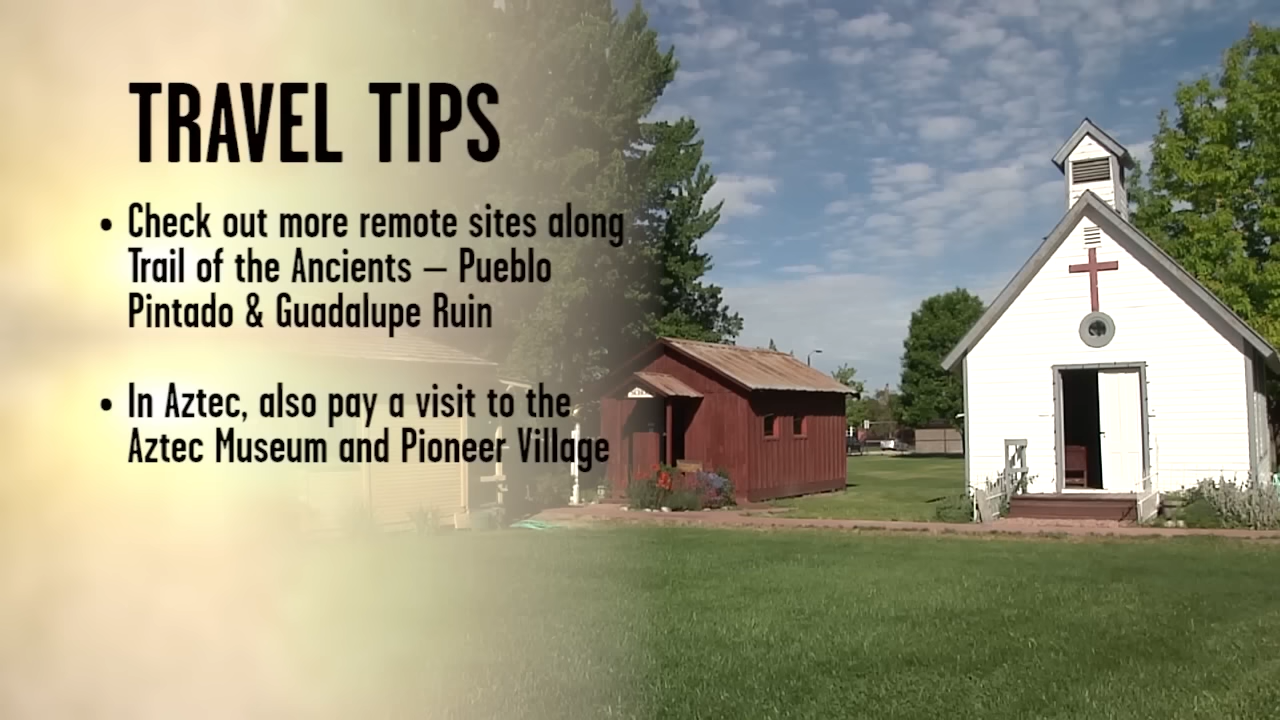 TRAVEL TIPS
• Check out more remote sites along
Trail of the Ancients – Pueblo
Pintado & Guadalupe Ruin
• In Aztec, also pay a visit to the
Aztec Museum and Pioneer Village